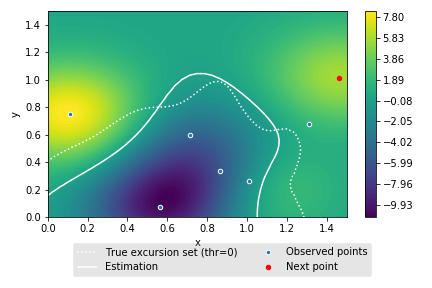 1.4
1.2
1.0
0.8
0.6
0.4
0.2
0.0
y
0.0 0.2 0.4 0.6 0.8 1.0 1.2 1.4
x
7.80
5.83
3.86
1.89
−0.08
−2.05
−4.02
−5.99
−7.96
−9.93
True excursion set (thr=0)
Estimation
Observed points
Next point